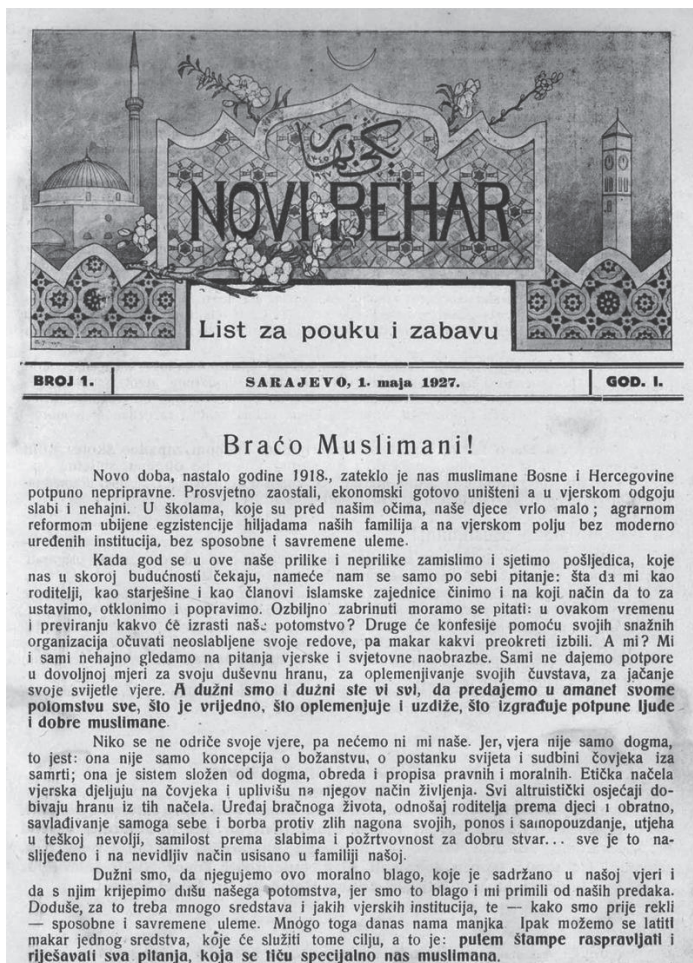 NOVI BEHAR
List za pouku i zabavu
BROJ 1.
SARAJEVO, 1. maja 1927.
GOD. I.
Braćo Muslimani!
Novo doba, nastalo godine 1918., zateklo je nas muslimane Bosne i Hercegovine
potpuno nepripravne. Prosvjetno zaostali, ekonomski gotovo uništeni a u vjerskom odgoju
slabi i nehajni. U školama, koje su pred našim očima, naše djece vrlo malo; agrarnom
reformom ubijene egzistencije hiljadama naših familija a na vjerskom polju bez moderno
uređenih institucija, bez sposobne i savremene uleme.
Kada god se u ove naše prilike i neprilike zamislimo i sjetimo pošljedica, koje
nas u skoroj budućnosti čekaju, nameće nam se samo po sebi pitanje: šta da mi kao
roditelji, kao starješine i kao članovi islamske zajednice činimo i na koji način da to za
ustavimo, otklonimo i popravimo. Ozbiljno zabrinuti moramo se pitati: u ovakom vremenu
i previranju kakvo će izrasti naše potomstvo? Druge će konfesije pomoću svojih snažnih
organizacija očuvati neoslabljene svoje redove, pa makar kakvi preokreti izbili. A mi? Mi
i sami nehajno gledamo na pitanja vjerske i svjetovne naobrazbe. Sami ne dajemo potpore
u dovoljnoj mjeri za svoju duševnu hranu, za oplemenjivanje svojih čuvstava, za jačanje
svoje svijetle vjere. A dužni smo i dužni ste vi svi, da predajemo u amanet svome
potomstvu sve, što je vrijedno, što oplemenjuje i uzdiže, što izgrađuje potpune ljude
i dobre muslimane.
Niko se ne odriče svoje vjere, pa nećemo ni mi naše. Jer, vjera nije samo dogma,
to jest: ona nije samo koncepcija o božanstvu, o postanku svijeta i sudbini čovjeka iza
samrti; ona je sistem složen od dogma, obreda i propisa pravnih i moralnih. Etička načela
vjerska djeljuju na čovjeka i uplivišu na njegov način življenja. Svi altruistički osjećaji do-
bivaju hranu iz tih načela. Uređaj bračnoga života, odnošaj roditelja prema djeci i obratno,
savlađivanje samoga sebe i borba protiv zlih nagona svojih, ponos i samopouzdanje, utjeha
u teškoj nevolji, samilost prema slabima i požrtvovnost za dobru stvar... sve je to na-
slijeđeno i na nevidljiv način usisano u familiji našoj.
Dužni smo, da njegujemo ovo moralno blago, koje je sadržano u našoj vjeri i
da s njim krijepimo dušu našega potomstva, jer smo to blago i mi primili od naših predaka.
Doduše, za to treba mnogo sredstava i jakih vjerskih institucija, te — kako smo prije rekli
— sposobne i savremene uleme. Mnogo toga danas nama manjka. Ipak možemo se latiti
makar jednog sredstva, koje će služiti tome cilju, a to je: putem štampe raspravljati i
riješavali sva pitanja, koja se tiču specijalno nas muslimana.